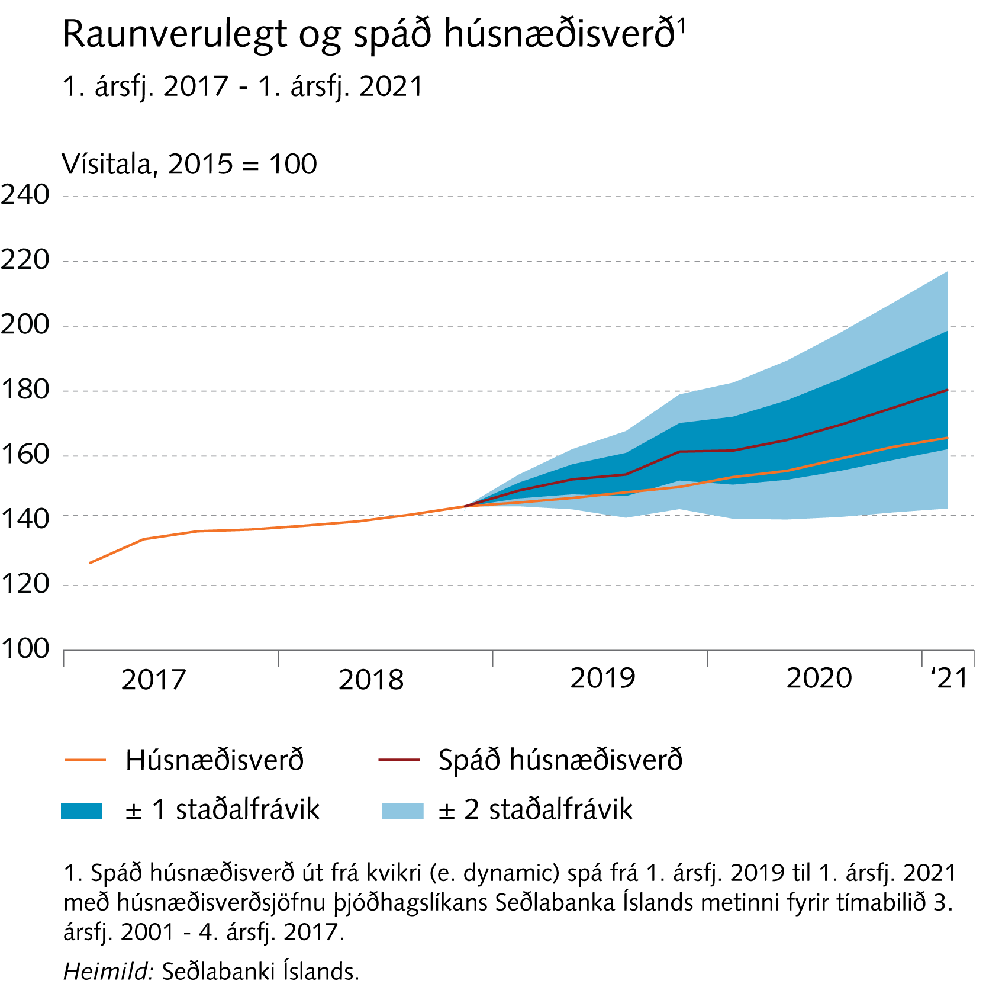 Raunverulegt og spáð húsnæðisverð¹
1. ársfj. 2017 - 1. ársfj. 2021
Vísitala, 2015 = 100
240
220
200
180
160
140
120
100
2017 2018 2019 2020 ‘21
Húsnæðisverð Spáð húsnæðisverð
± 1 staðalfrávik ± 2 staðalfrávik
1. Spáð húsnæðisverð út frá kvikri (e. dynamic) spá frá 1. ársfj. 2019 til 1. ársfj. 2021
með húsnæðisverðsjöfnu þjóðhagslíkans Seðlabanka Íslands metinni fyrir tímabilið 3.
ársfj. 2001 - 4. ársfj. 2017.
Heimild: Seðlabanki Íslands.